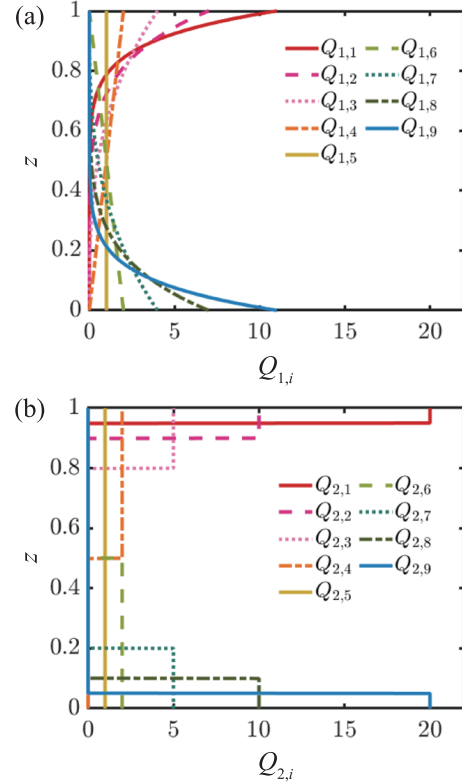 (a)
1
0.8
0.6
z
0.4
0.2
0
Q1,1
Q1,2
Q1,3
Q1,4
Q1,5
Q1,6
Q1,7
Q1,8
Q1,9
0 5 10 15 20
Q1,i
(b)
1
0.8
0.6
z
0.4
0.2
0
Q2,1
Q2,2
Q2,3
Q2,4
Q2,5
Q2,6
Q2,7
Q2,8
Q2,9
0 5 10 15 20
Q2,i